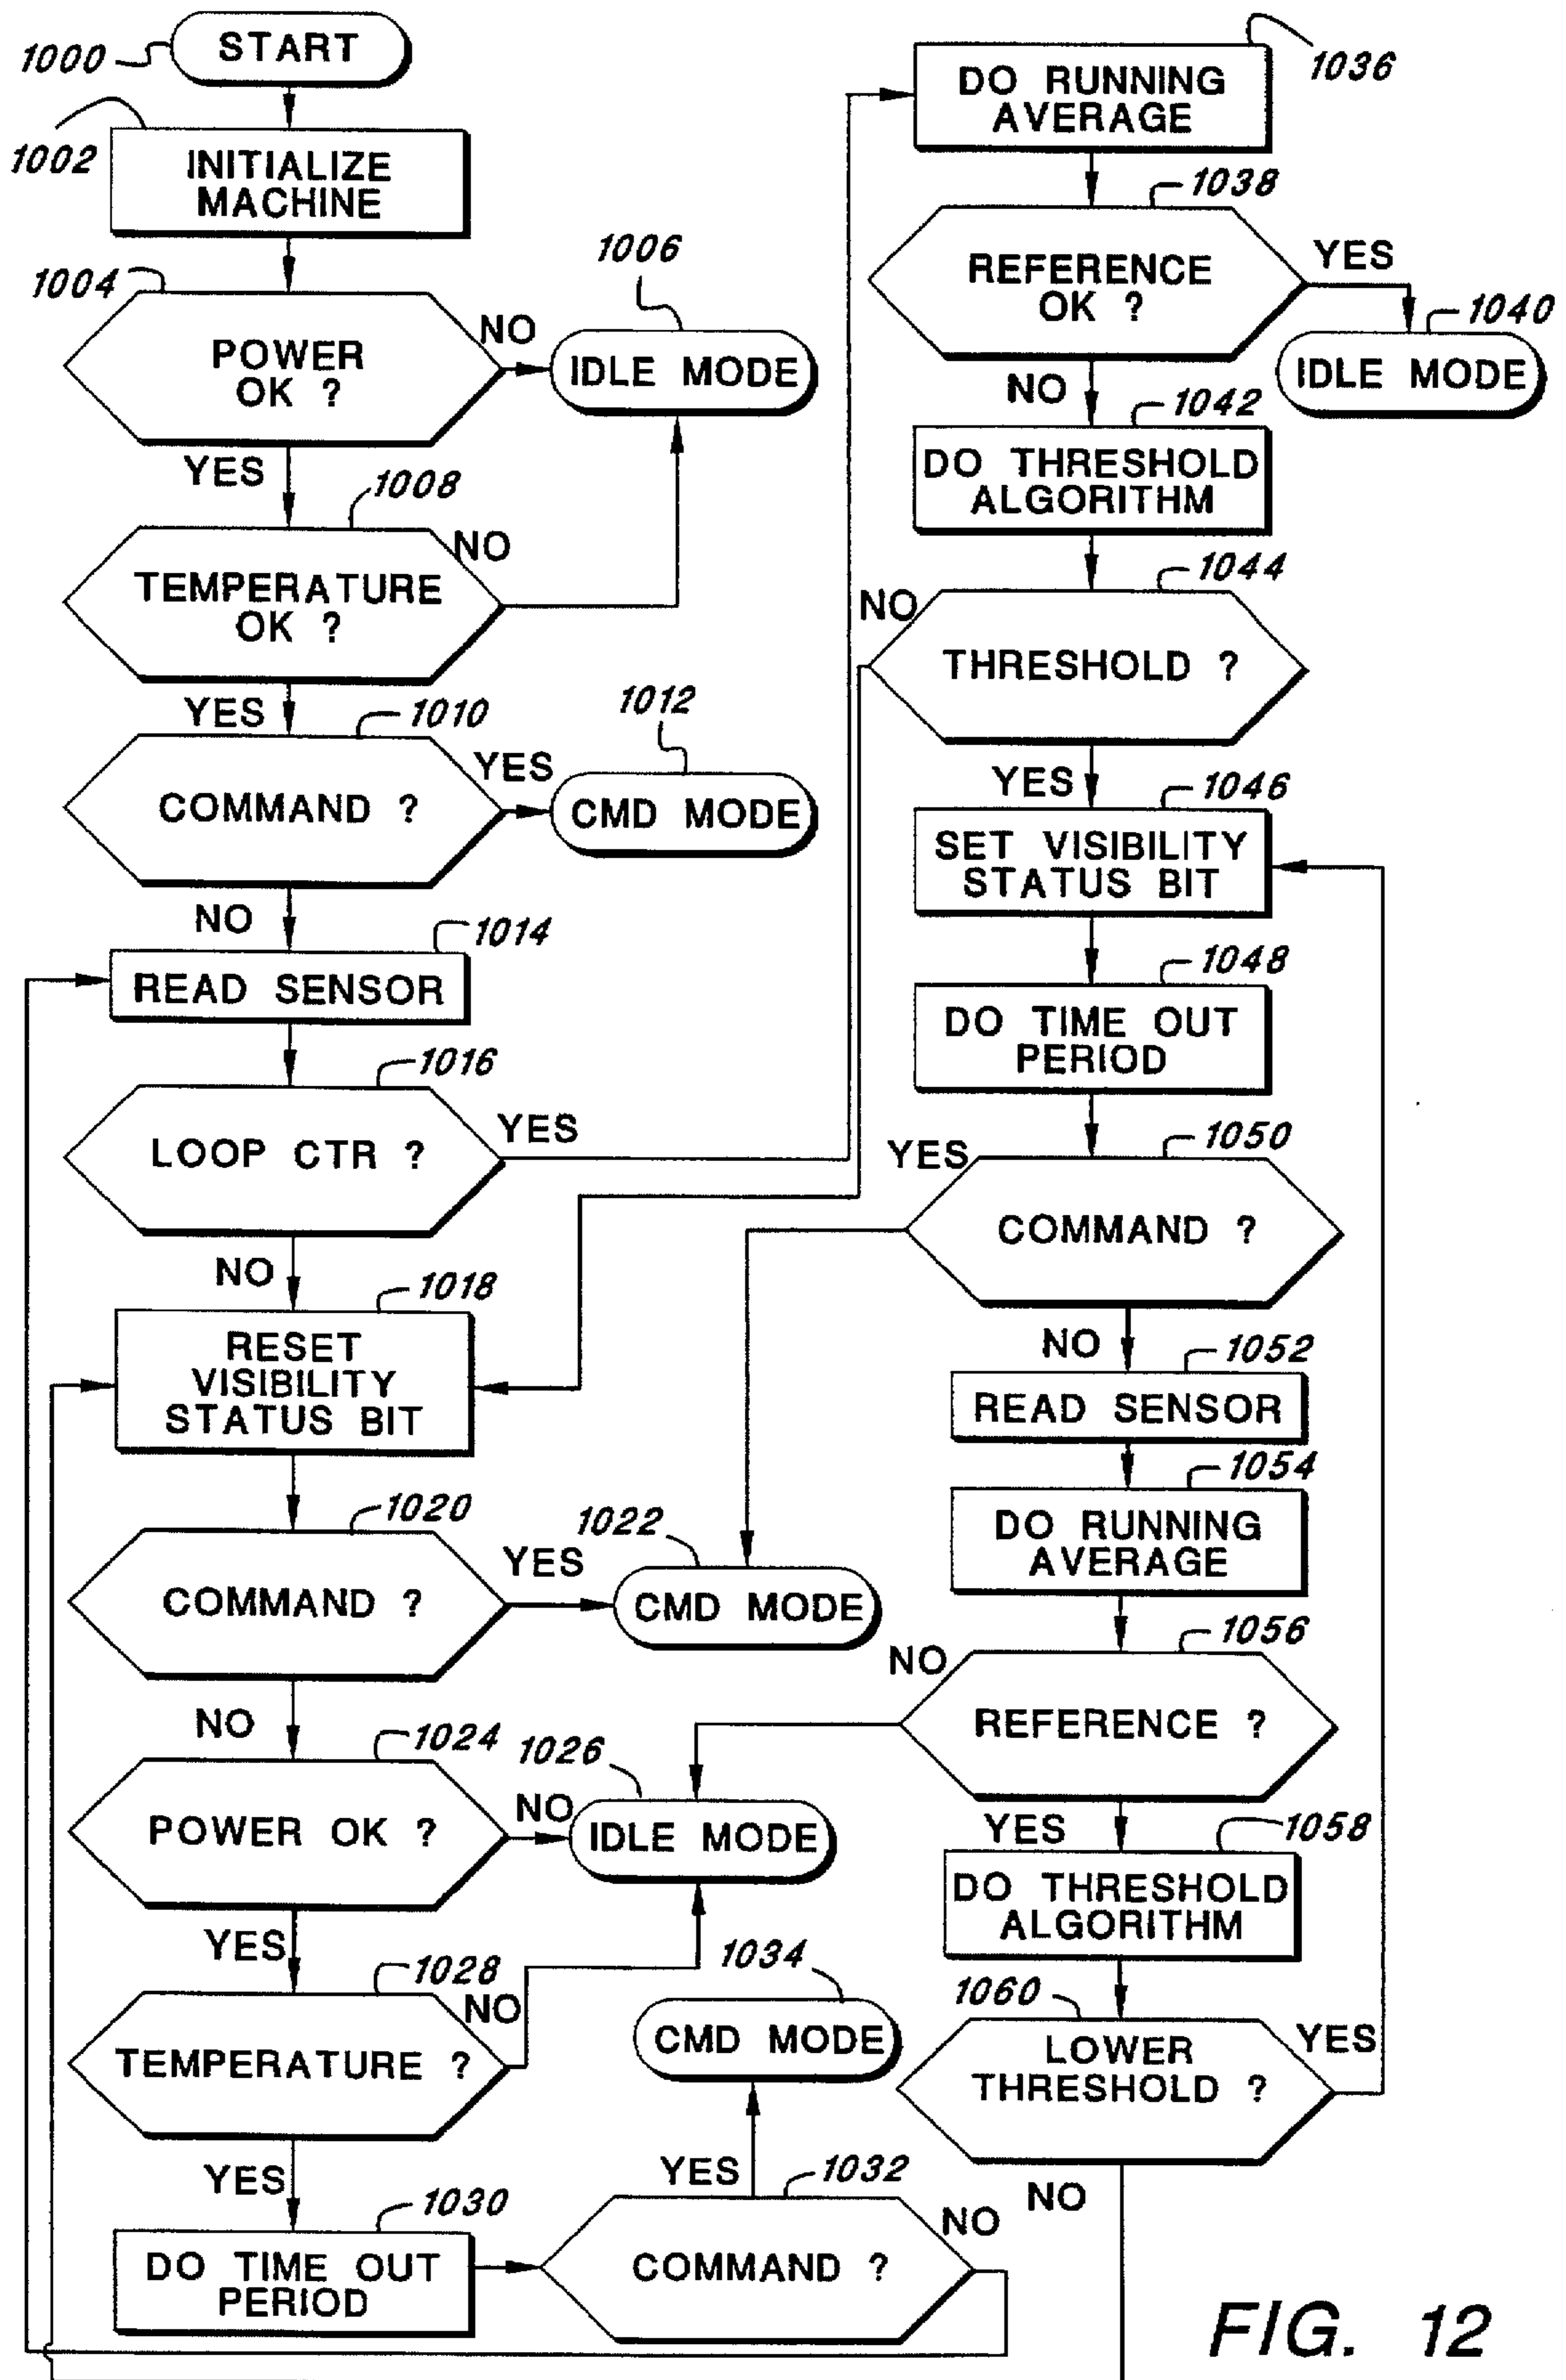 1000
START
1002
INITIALIZE
MACHINE
1004
POWER
OK ?
NO
1006
IDLE MODE
YES
1008
TEMPERATURE
OK ?
NO
YES
1010
COMMAND ?
YES
1012
CMD MODE
NO
1014
READ SENSOR
1016
LOOP CTR ?
YES
NO
1018
RESET
VISIBILITY
STATUS BIT
1020
COMMAND ?
YES
1022
CMD MODE
NO
1024
POWER OK ?
NO
1026
IDLE MODE
YES
1028
TEMPERATURE ?
NO
YES
1030
DO TIME OUT
PERIOD
1032
COMMAND ?
YES
1034
CMD MODE
NO
1036
DO RUNNING
AVERAGE
1038
REFERENCE
OK ?
YES
1040
IDLE MODE
NO
1042
DO THRESHOLD
ALGORITHM
1044
THRESHOLD ?
NO
YES
1046
SET VISIBILITY
STATUS BIT
1048
DO TIME OUT
PERIOD
1050
COMMAND ?
YES
NO
1052
READ SENSOR
1054
DO RUNNING
AVERAGE
1056
REFERENCE ?
NO
YES
1058
DO THRESHOLD
ALGORITHM
1060
LOWER
THRESHOLD ?
YES
NO
FIG. 12